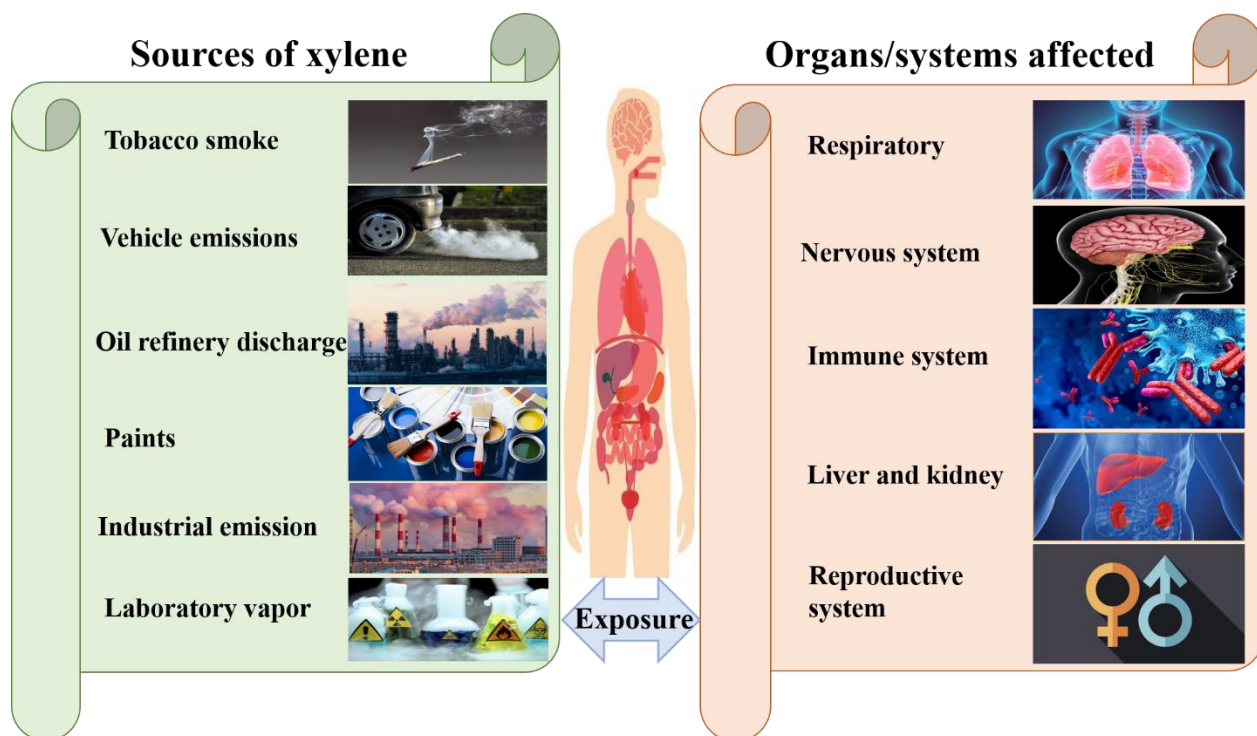 Sources of xylene
Tobacco smoke
Vehicle emissions
Oil refinery discharge
Paints
Industrial emission
Laboratory vapor
Exposure
Organs/systems affected
Respiratory
Nervous system
Immune system
Liver and kidney
Reproductive
system